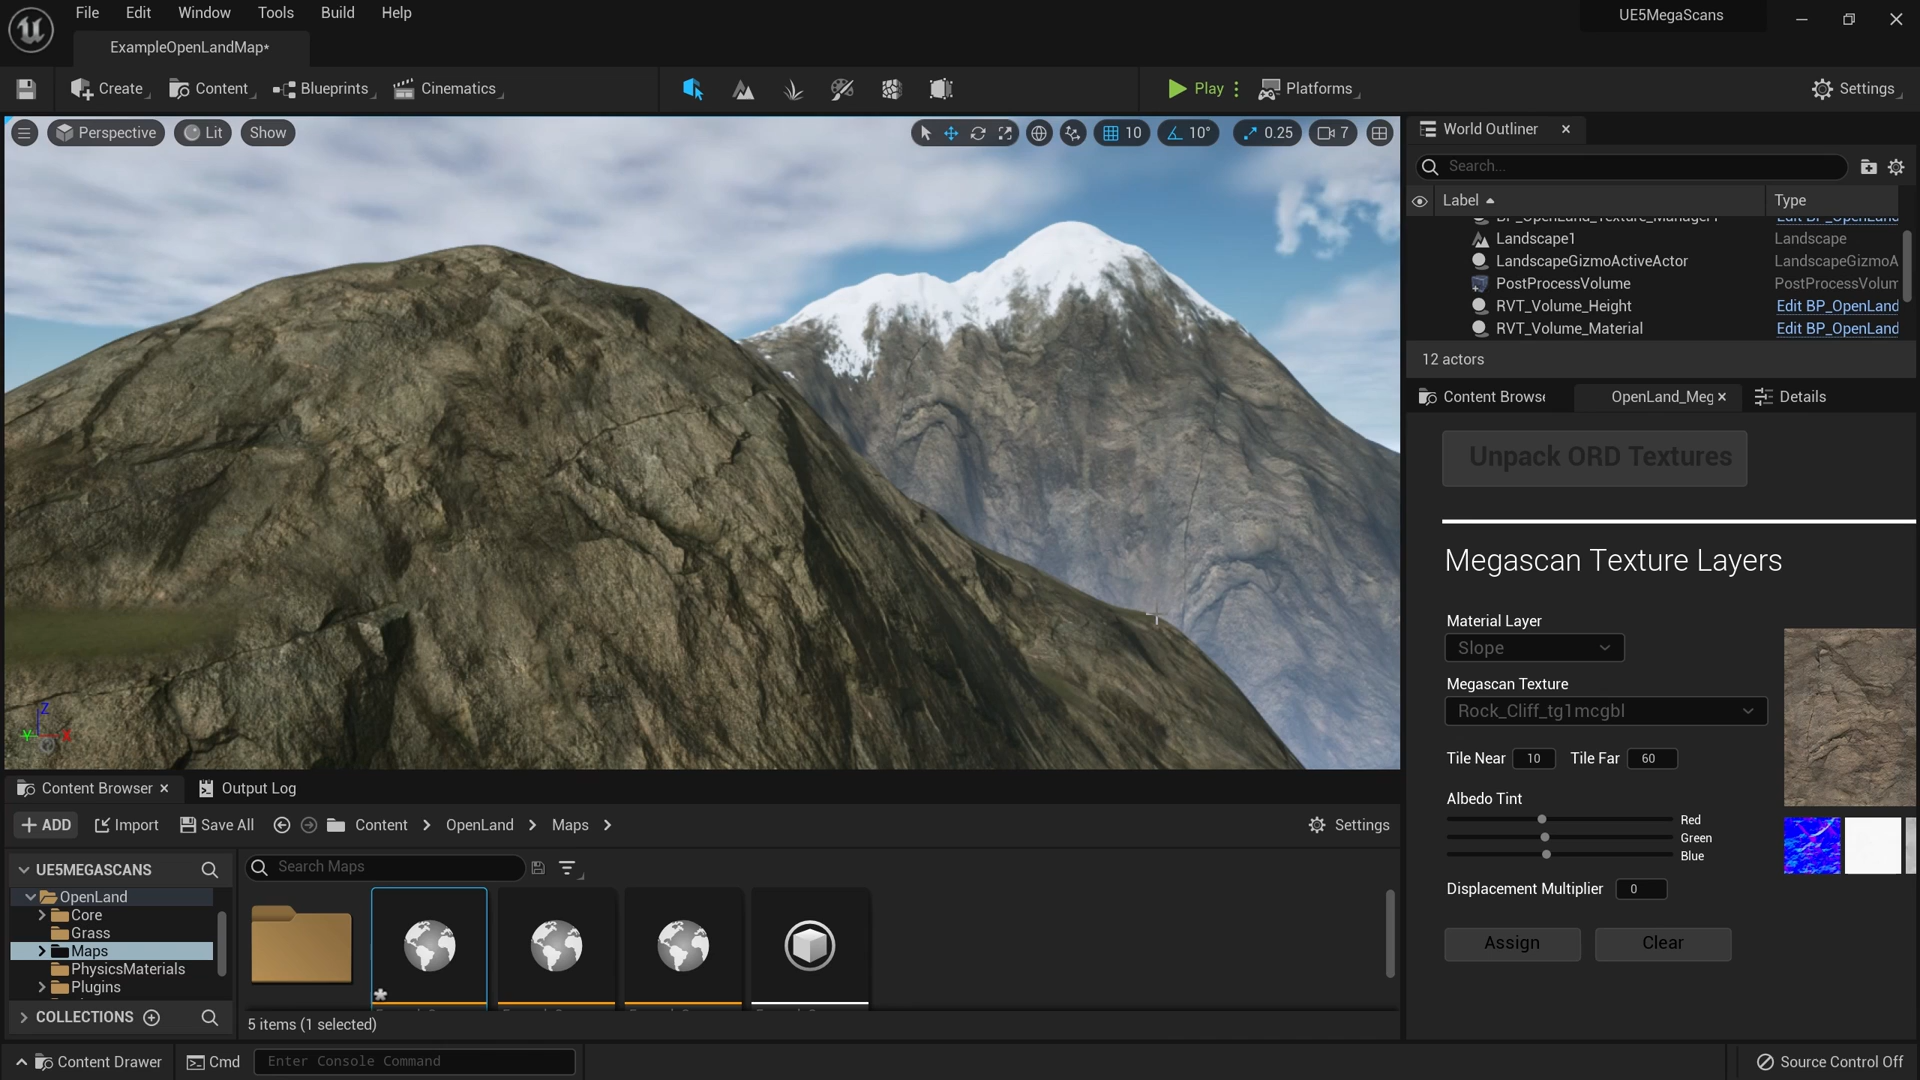 File Edit Window Tools Build Help
UE5MegaScans
ExampleOpenLandMap*
Create Content Blueprints Cinematics Play Platforms Settings
Perspective Lit Show 10 10° 0.25 7
World Outliner
Search...
Label Type
Landscape1 Landscape
LandscapeGizmoActiveActor LandscapeGizmoA
PostProcessVolume PostProcessVolum
RVT_Volume_Height Edit BP_OpenLand
RVT_Volume_Material Edit BP_OpenLand
12 actors
Content Browse OpenLand_Meg Details
Unpack ORD Textures
Megascan Texture Layers
Material Layer
Slope
Megascan Texture
Rock_Cliff_tg1mcgbl
Tile Near 10 Tile Far 60
Albedo Tint
Red
Green
Blue
Displacement Multiplier 0
Assign Clear
Z
Y X
Content Browser Output Log
ADD Import Save All Content OpenLand Maps Settings
UE5MEGASCANS
Search Maps
OpenLand
Core
Grass
Maps
PhysicsMaterials
Plugins
COLLECTIONS
5 items (1 selected)
Content Drawer Cmd Enter Console Command Source Control Off